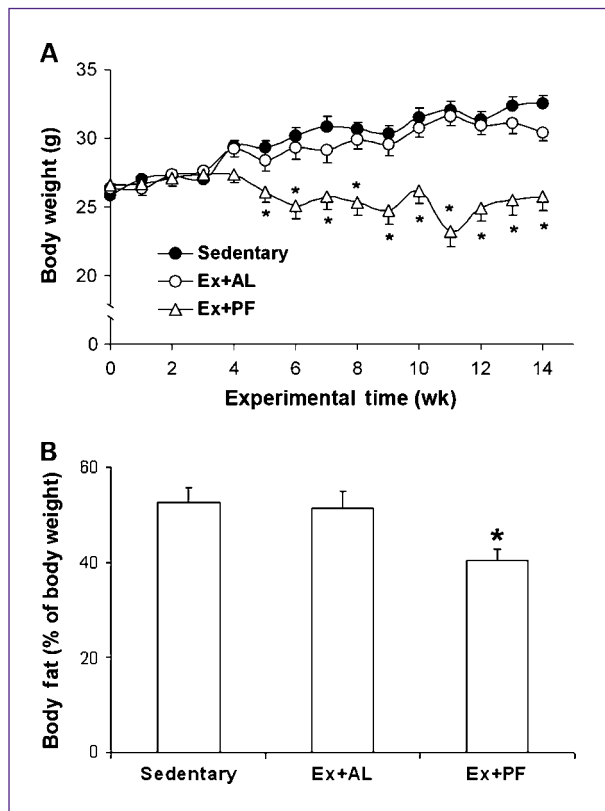 A
Body weight (g)
35
30
25
20
0
Sedentary
Ex+AL
Ex+PF
* * * * * * * * * *
0 2 4 6 8 10 12 14
Experimental time (wk)
B
Body fat (% of body weight)
60
40
60
0
*
Sedentary Ex+AL Ex+PF